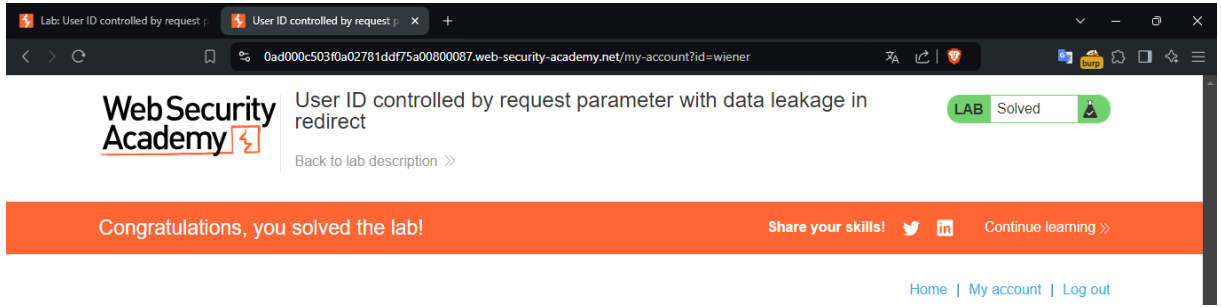 Lab: User ID controlled by request p
User ID controlled by request p
0ad000c503f0a02781ddf75a00800087.web-security-academy.net/my-account?id=wiener
burp
Web Security
Academy
User ID controlled by request parameter with data leakage in
redirect
Back to lab description
LAB Solved
Congratulations, you solved the lab!
Share your skills!
in
Continue learning
Home | My account | Log out